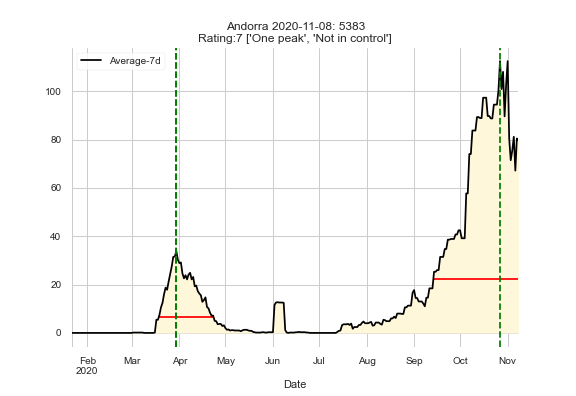 Andorra 2020-11-08: 5383
Rating:7 ['One peak', 'Not in control']
Average-7d
100
80
60
40
20
0
Feb Mar Apr May Jun Jul Aug Sep Oct Nov
2020
Date